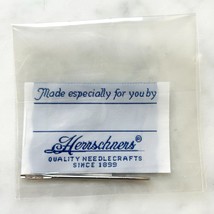 Made especially for you by
Herrschners®
QUALITY NEEDLECRAFTS
SINCE 1899